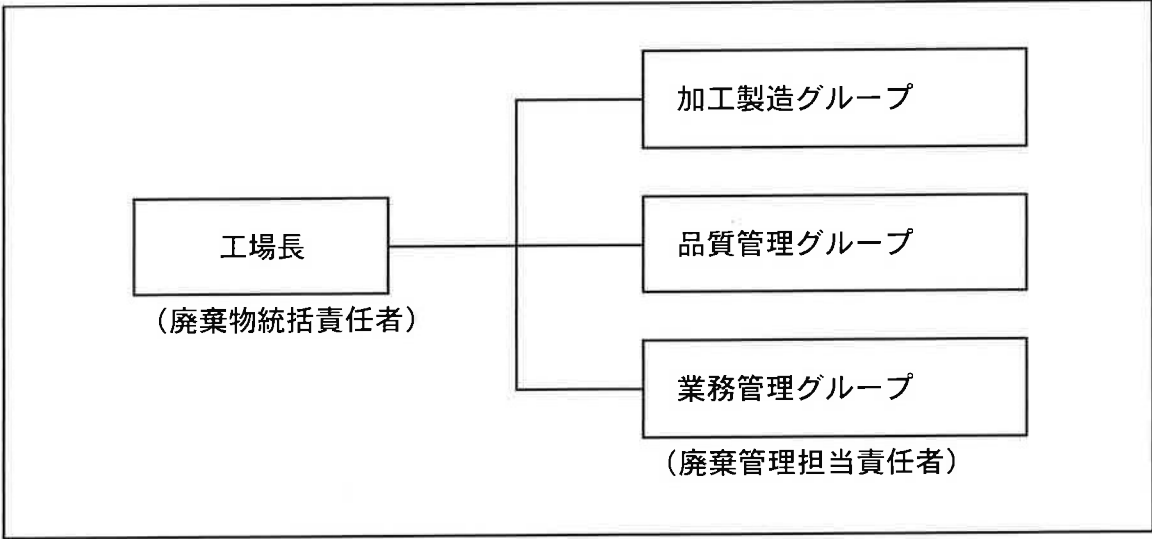 加工製造グループ
工場長
（廃棄物統括責任者）
品質管理グループ
業務管理グループ
（廃棄管理担当責任者）